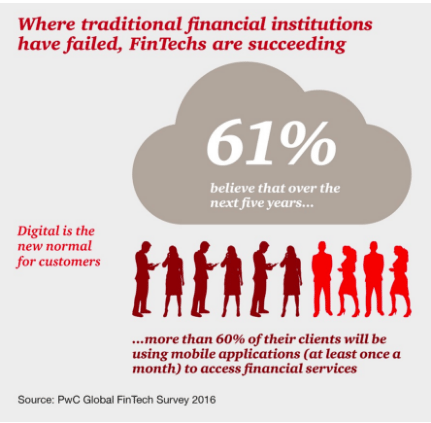 Where traditional financial institutions
have failed, FinTechs are succeeding
61%
believe that over the
next five years...
Digital is the
new normal
for customers
...more than 60% of their clients will be
using mobile applications (at least once a
month) to access financial services
Source: PwC Global FinTech Survey 2016